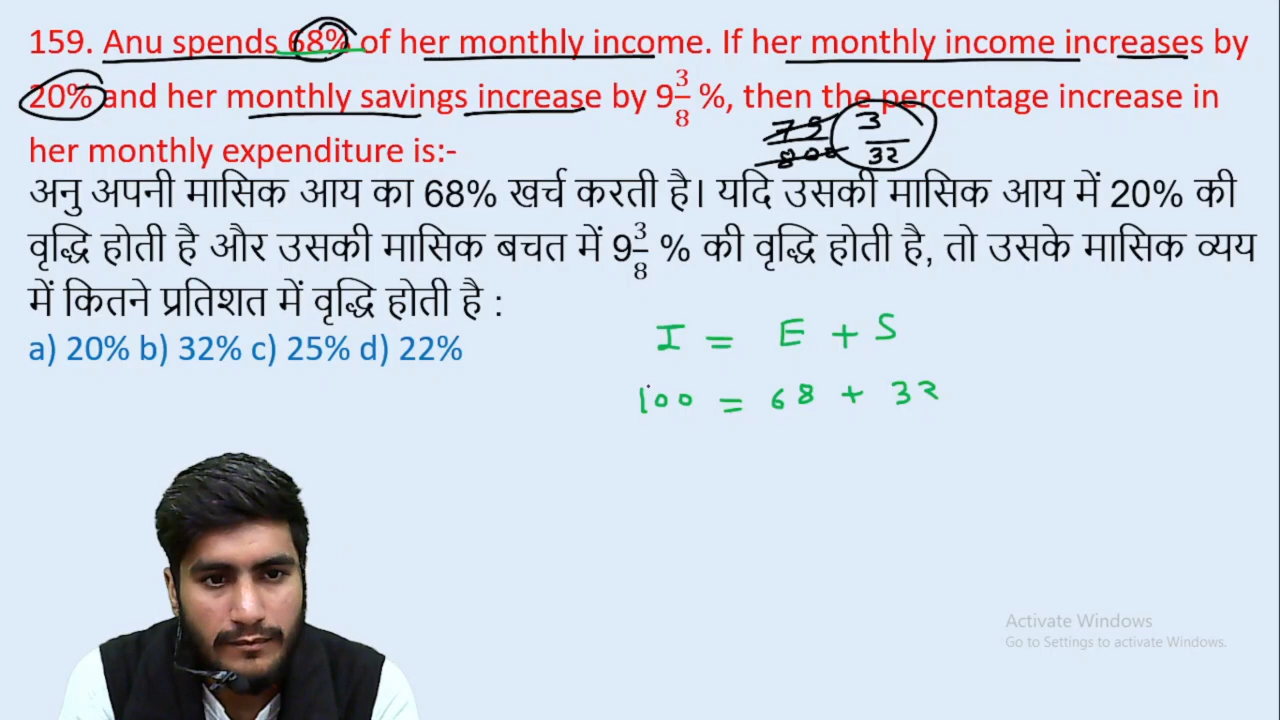 159. Anu spends 68% of her monthly income. If her monthly income increases by
20% and her monthly savings increase by 9 3/8 %, then the percentage increase in
75/800 3/32
her monthly expenditure is:-
अनु अपनी मासिक आय का 68% खर्च करती है। यदि उसकी मासिक आय में 20% की
वृद्धि होती है और उसकी मासिक बचत में 9 3/8 % की वृद्धि होती है, तो उसके मासिक व्यय
में कितने प्रतिशत में वृद्धि होती है :
a) 20% b) 32% c) 25% d) 22%
I = E + S
100 = 68 + 32
Activate Windows
Go to Settings to activate Windows.